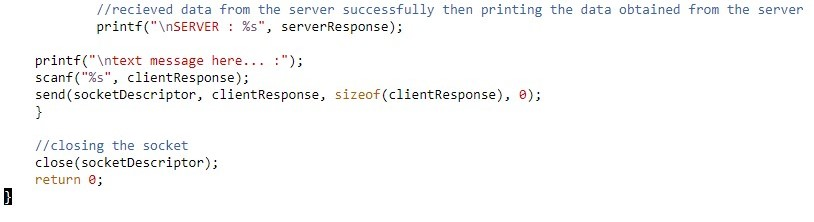 //recieved data from the server successfully then printing the data obtained from the server
printf("\nSERVER : %s", serverResponse);
printf("\ntext message here... :");
scanf("%s", clientResponse);
send(socketDescriptor, clientResponse, sizeof(clientResponse), 0);
}
//closing the socket
close(socketDescriptor);
return 0;
}